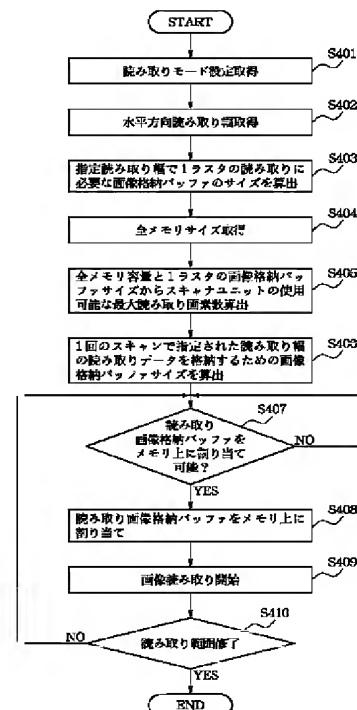 START
S401
読み取りモード設定取得
S402
水平方向読み取り幅取得
S403
指定読み取り幅で1ラスタの読み取りに
必要な画像格納バッファのサイズを算出
S404
全メモリサイズ取得
S405
全メモリ容量と1ラスタの画像格納バッ
ファサイズからスキャナユニットの使用
可能な最大読み取り画素数算出
S403
1回のスキャンで指定された読み取り幅
の読み取りデータを格納するための画像
格納バッファサイズを算出
S407
読み取り
画像格納バッファを
メモリ上に割り当て
可能?
NO
YES
S408
読み取り画像格納バッファをメモリ上に
割り当て
S409
画像読み取り開始
S410
読み取り範囲修了
NO
YES
END